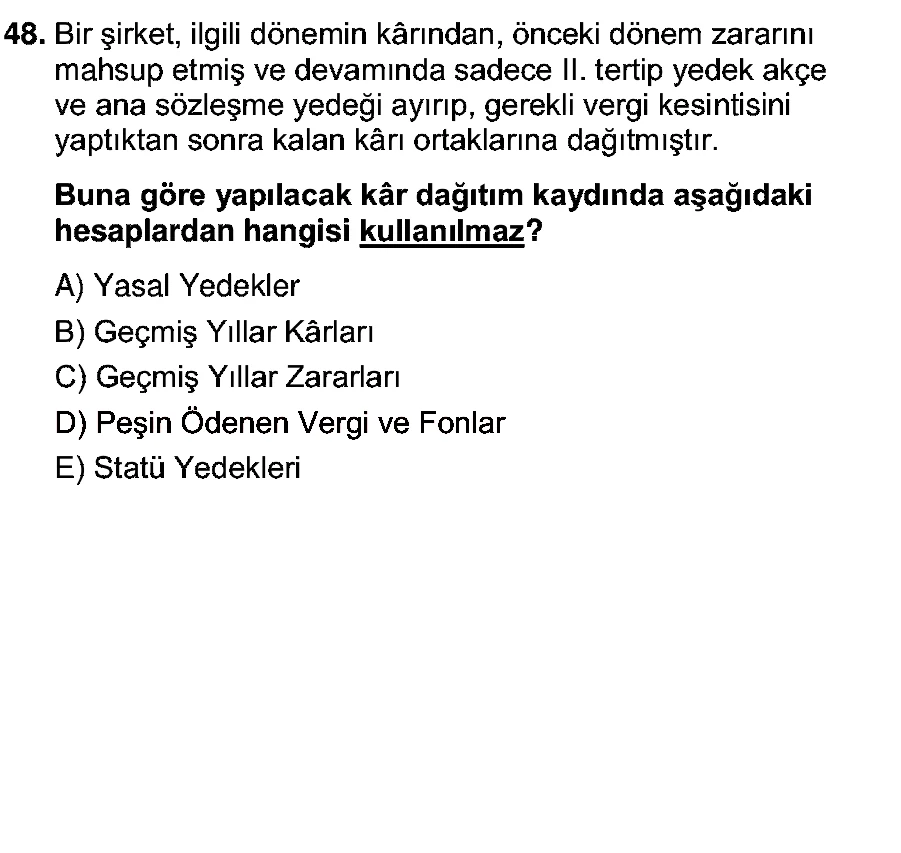 48. Bir şirket, ilgili dönemin kârından, önceki dönem zararını
mahsup etmiş ve devamında sadece II. tertip yedek akçe
ve ana sözleşme yedeği ayırıp, gerekli vergi kesintisini
yaptıktan sonra kalan kârı ortaklarına dağıtmıştır.
Buna göre yapılacak kâr dağıtım kaydında aşağıdaki
hesaplardan hangisi kullanılmaz?
A) Yasal Yedekler
B) Geçmiş Yıllar Kârları
C) Geçmiş Yıllar Zararları
D) Peşin Ödenen Vergi ve Fonlar
E) Statü Yedekleri